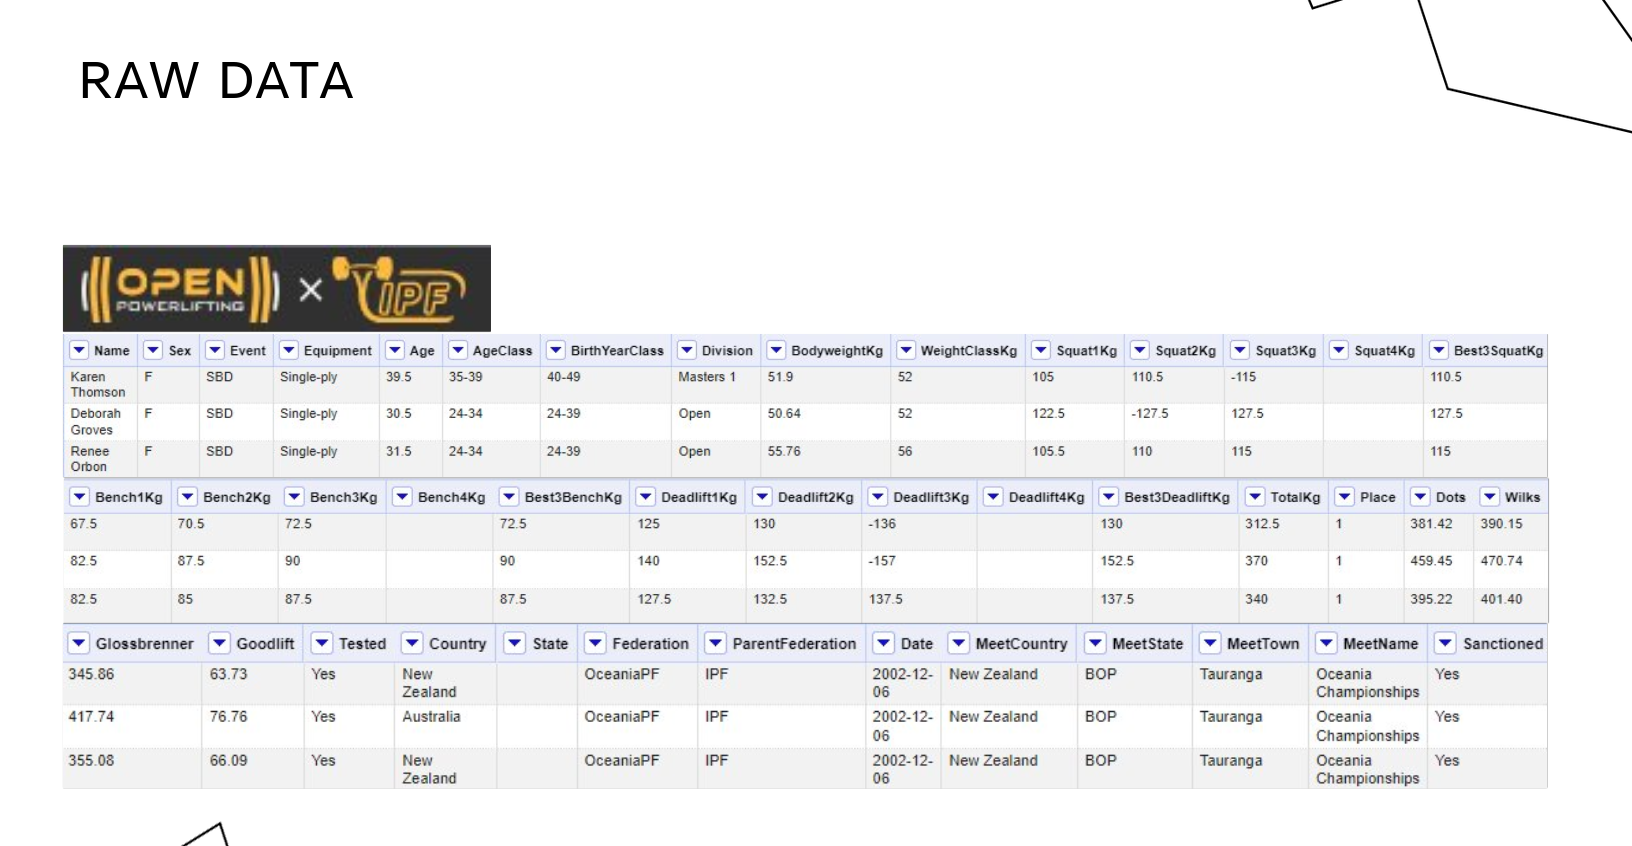 RAW DATA
OPEN POWERLIFTING × IPF
Name Sex Event Equipment Age AgeClass BirthYearClass Division BodyweightKg WeightClassKg Squat1Kg Squat2Kg Squat3Kg Squat4Kg Best3SquatKg
Karen Thomson F SBD Single-ply 39.5 35-39 40-49 Masters 1 51.9 52 105 110.5 -115 110.5
Deborah Groves F SBD Single-ply 30.5 24-34 24-39 Open 50.64 52 122.5 -127.5 127.5 127.5
Renee Orbon F SBD Single-ply 31.5 24-34 24-39 Open 55.76 56 105.5 110 115 115
Bench1Kg Bench2Kg Bench3Kg Bench4Kg Best3BenchKg Deadlift1Kg Deadlift2Kg Deadlift3Kg Deadlift4Kg Best3DeadliftKg TotalKg Place Dots Wilks
67.5 70.5 72.5 72.5 125 130 -136 130 312.5 1 381.42 390.15
82.5 87.5 90 90 140 152.5 -157 152.5 370 1 459.45 470.74
82.5 85 87.5 87.5 127.5 132.5 137.5 137.5 340 1 395.22 401.40
Glossbrenner Goodlift Tested Country State Federation ParentFederation Date MeetCountry MeetState MeetTown MeetName Sanctioned
345.86 63.73 Yes New Zealand OceaniaPF IPF 2002-12-06 New Zealand BOP Tauranga Oceania Championships Yes
417.74 76.76 Yes Australia OceaniaPF IPF 2002-12-06 New Zealand BOP Tauranga Oceania Championships Yes
355.08 66.09 Yes New Zealand OceaniaPF IPF 2002-12-06 New Zealand BOP Tauranga Oceania Championships Yes